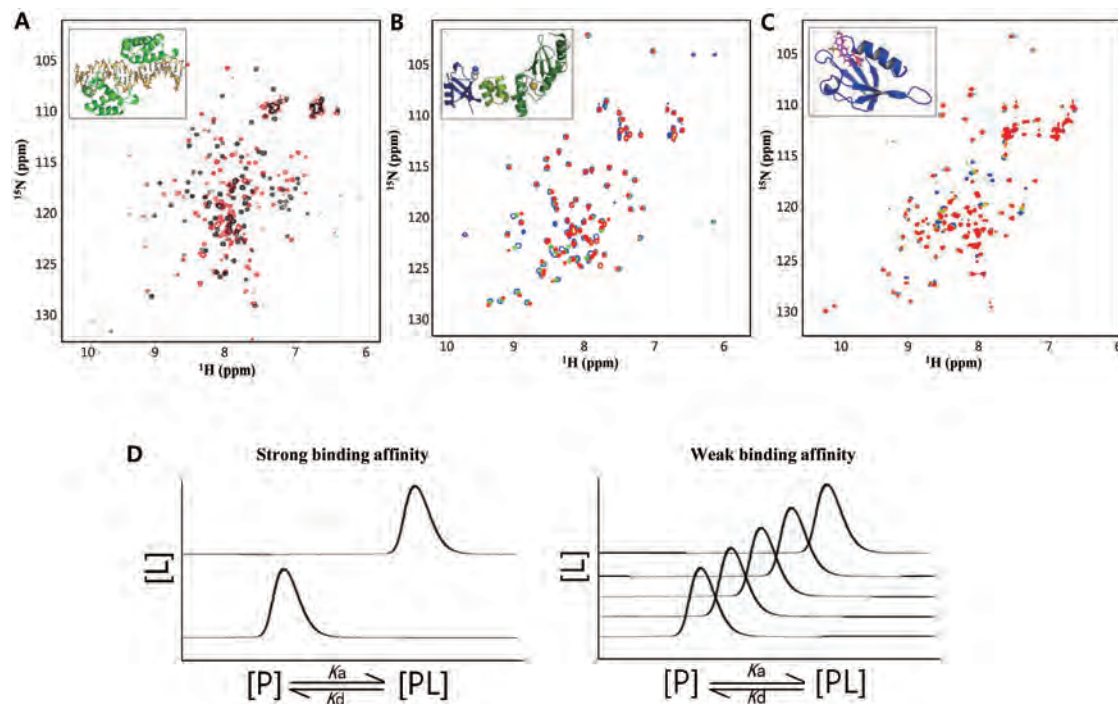 A
B
C
105
110
115
120
125
130
¹⁵N (ppm)
10 9 8 7 6
¹H (ppm)
105
110
115
120
125
130
¹⁵N (ppm)
10 9 8 7 6
¹H (ppm)
105
110
115
120
125
130
¹⁵N (ppm)
10 9 8 7 6
¹H (ppm)
D
Strong binding affinity
[L]
[P] Ka [PL]
Kd
Weak binding affinity
[L]
[P] Ka [PL]
Kd